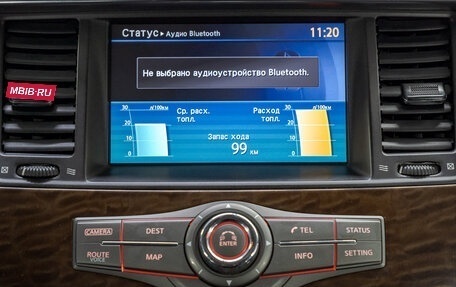 Статус ▸ Аудио Bluetooth 11:20
Не выбрано аудиоустройство Bluetooth.
MBIB·RU
30 л/100км 30 л/100км
Ср. расх. топл.
Расход топл.
20 20
10 10
Запас хода
99 км
0 0
CAMERA DEST TEL STATUS
ENTER
ROUTE VOICE MAP INFO SETTING